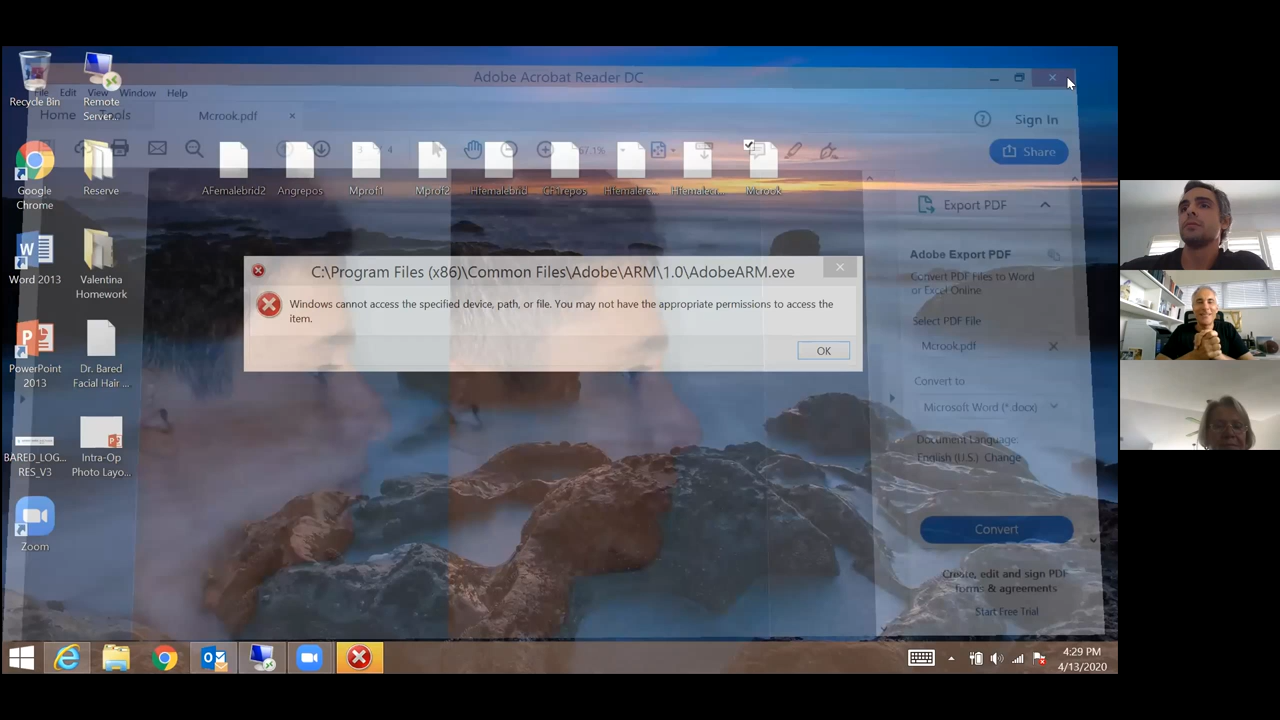 Adobe Acrobat Reader DC
File Edit View Window Help
Home Tools
Mcrook.pdf
Sign In
67.1%
Share
Recycle Bin
Remote
Server...
Google
Chrome
Reserve
AFemalebrid2
Angrepos
Mprof1
Mprof2
Hfemalebrid
CF1repos
Hfemalere...
Hfemalecr...
Mcrook
Export PDF
Adobe Export PDF
Convert PDF Files to Word
or Excel Online
Select PDF File
Mcrook.pdf
Convert to
Microsoft Word (*.docx)
Document Language:
English (U.S.) Change
Convert
Create, edit and sign PDF
forms & agreements
Start Free Trial
C:\Program Files (x86)\Common Files\Adobe\ARM\1.0\AdobeARM.exe
Windows cannot access the specified device, path, or file. You may not have the appropriate permissions to access the
item.
OK
Word 2013
Valentina
Homework
PowerPoint
2013
Dr. Bared
Facial Hair ...
BARED_LOG...
RES_V3
Intra-Op
Photo Layo...
Zoom
4:29 PM
4/13/2020